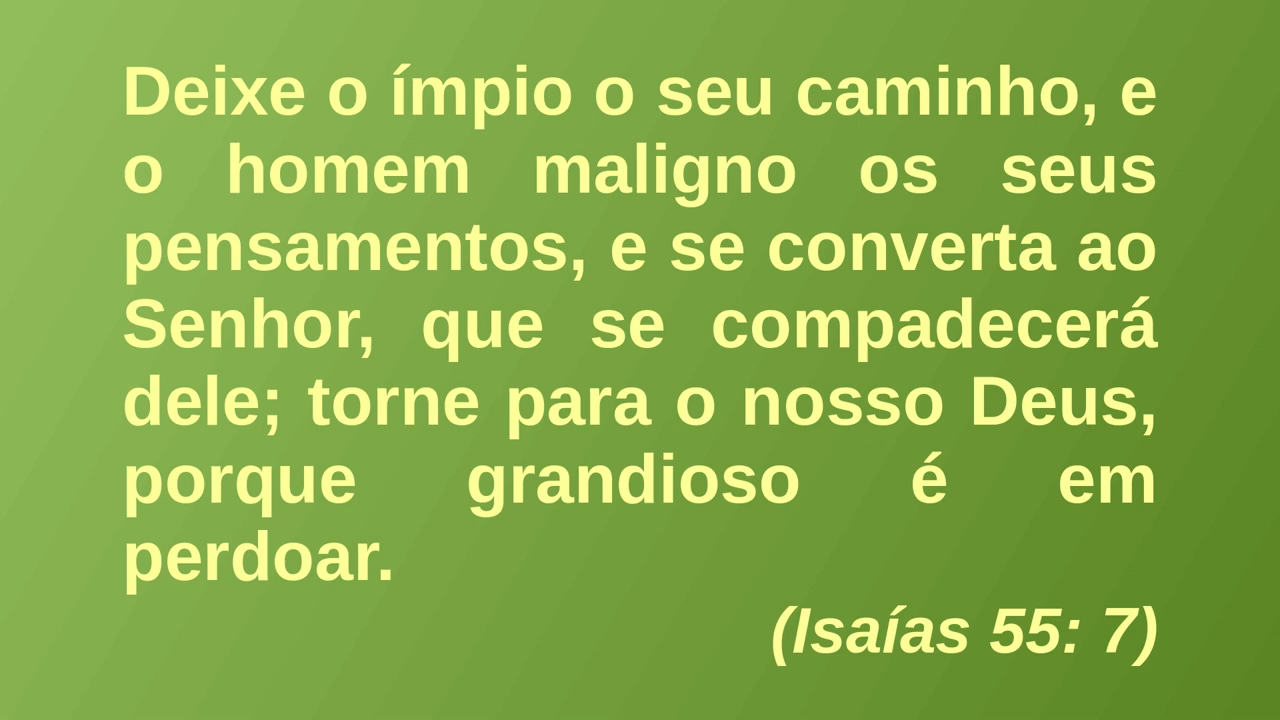 Deixe o ímpio o seu caminho, e
o homem maligno os seus
pensamentos, e se converta ao
Senhor, que se compadecerá
dele; torne para o nosso Deus,
porque grandioso é em
perdoar.
(Isaías 55: 7)